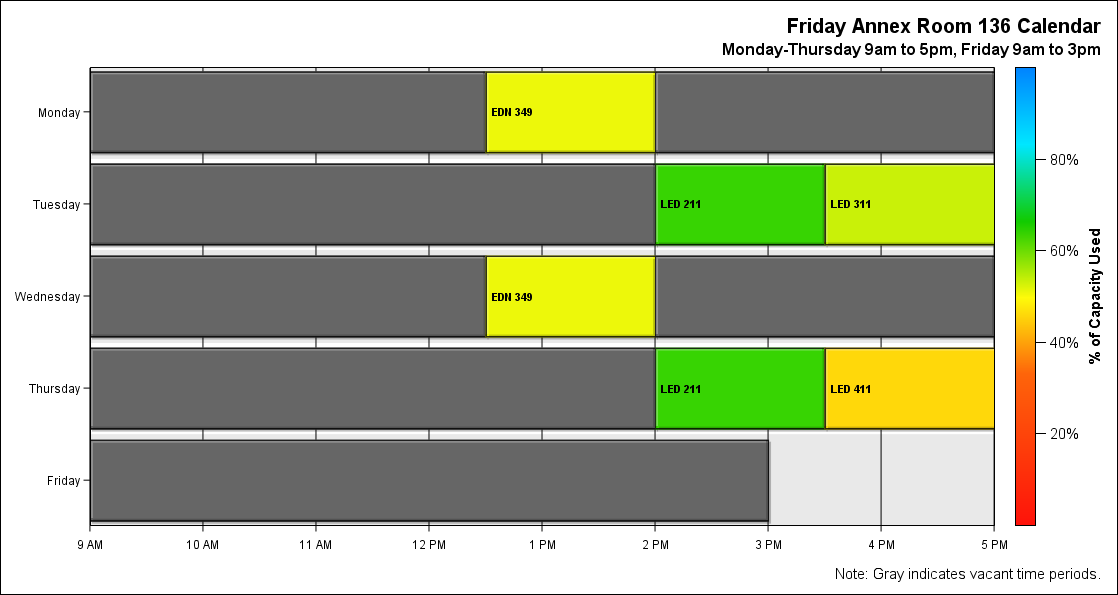 Friday Annex Room 136 Calendar
Monday-Thursday 9am to 5pm, Friday 9am to 3pm
Monday
EDN 349
Tuesday
LED 211
LED 311
Wednesday
EDN 349
Thursday
LED 211
LED 411
Friday
9 AM
10 AM
11 AM
12 PM
1 PM
2 PM
3 PM
4 PM
5 PM
80%
60%
40%
20%
% of Capacity Used
Note: Gray indicates vacant time periods.